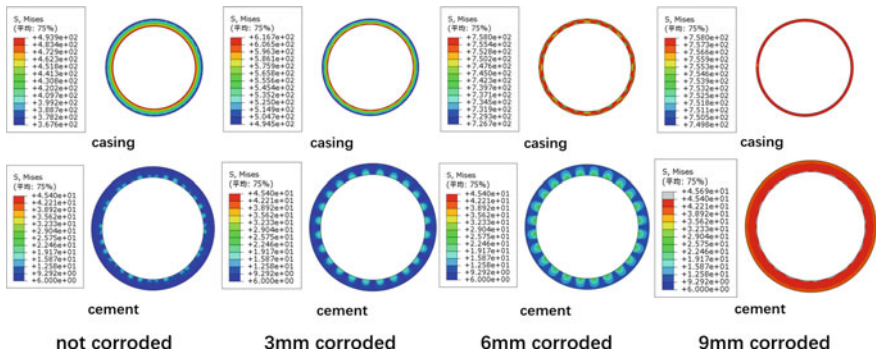 S, Mises
(平均: 75%)
+4.939e+02
+4.834e+02
+4.729e+02
+4.623e+02
+4.518e+02
+4.413e+02
+4.308e+02
+4.202e+02
+4.097e+02
+3.992e+02
+3.887e+02
+3.782e+02
+3.676e+02
casing
S, Mises
(平均: 75%)
+6.167e+02
+6.065e+02
+5.963e+02
+5.861e+02
+5.759e+02
+5.658e+02
+5.556e+02
+5.454e+02
+5.352e+02
+5.250e+02
+5.149e+02
+5.047e+02
+4.945e+02
casing
S, Mises
(平均: 75%)
+7.580e+02
+7.554e+02
+7.528e+02
+7.502e+02
+7.476e+02
+7.450e+02
+7.423e+02
+7.397e+02
+7.371e+02
+7.345e+02
+7.319e+02
+7.293e+02
+7.267e+02
casing
S, Mises
(平均: 75%)
+7.580e+02
+7.573e+02
+7.566e+02
+7.559e+02
+7.553e+02
+7.546e+02
+7.539e+02
+7.532e+02
+7.525e+02
+7.518e+02
+7.511e+02
+7.505e+02
+7.498e+02
casing
S, Mises
(平均: 75%)
+4.540e+01
+4.221e+01
+3.892e+01
+3.562e+01
+3.233e+01
+2.904e+01
+2.575e+01
+2.246e+01
+1.917e+01
+1.587e+01
+1.258e+01
+9.292e+00
+6.000e+00
cement
S, Mises
(平均: 75%)
+4.540e+01
+4.221e+01
+3.892e+01
+3.562e+01
+3.233e+01
+2.904e+01
+2.575e+01
+2.246e+01
+1.917e+01
+1.587e+01
+1.258e+01
+9.292e+00
+6.000e+00
cement
S, Mises
(平均: 75%)
+4.540e+01
+4.221e+01
+3.892e+01
+3.562e+01
+3.233e+01
+2.904e+01
+2.575e+01
+2.246e+01
+1.917e+01
+1.587e+01
+1.258e+01
+9.292e+00
+6.000e+00
cement
S, Mises
(平均: 75%)
+4.569e+01
+4.540e+01
+4.221e+01
+3.892e+01
+3.562e+01
+3.233e+01
+2.904e+01
+2.575e+01
+2.246e+01
+1.917e+01
+1.587e+01
+1.258e+01
+9.292e+00
+6.000e+00
cement
not corroded
3mm corroded
6mm corroded
9mm corroded